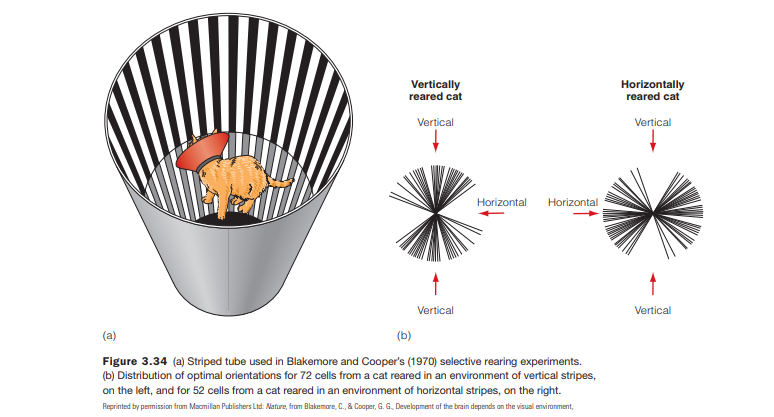 Vertically
reared cat
Horizontally
reared cat
Vertical
Vertical
Horizontal
Horizontal
Vertical
Vertical
(a)
(b)
Figure 3.34 (a) Striped tube used in Blakemore and Cooper's (1970) selective rearing experiments.
(b) Distribution of optimal orientations for 72 cells from a cat reared in an environment of vertical stripes,
on the left, and for 52 cells from a cat reared in an environment of horizontal stripes, on the right.
Reprinted by permission from Macmillan Publishers Ltd: Nature, from Blakemore, C., & Cooper, G. G., Development of the brain depends on the visual environment,